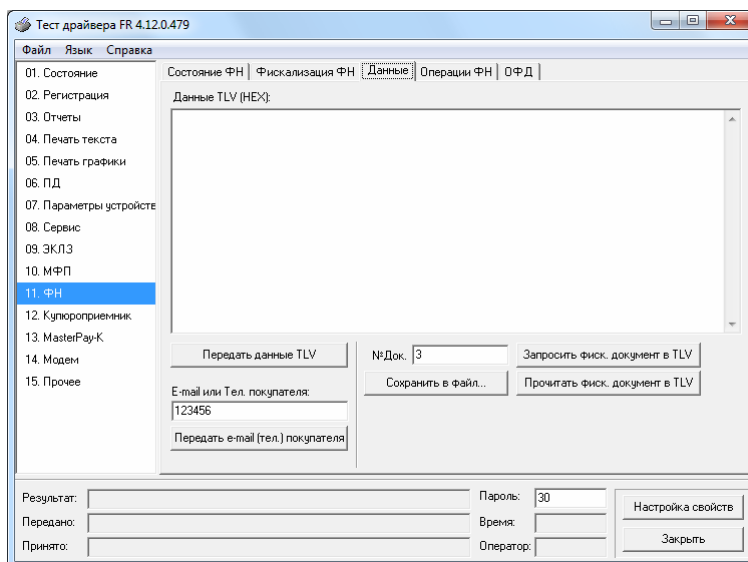 Тест драйвера FR 4.12.0.479
Файл Язык Справка
01. Состояние
02. Регистрация
03. Отчеты
04. Печать текста
05. Печать графики
06. ПД
07. Параметры устройств
08. Сервис
09. ЭКЛЗ
10. МФП
11. ФН
12. Купюроприемник
13. MasterPay-K
14. Модем
15. Прочее
Состояние ФН Фискализация ФН Данные Операции ФН ОФД
Данные TLV (HEX):
Передать данные TLV
№Док. 3
Запросить фиск. документ в TLV
Сохранить в файл...
Прочитать фиск. документ в TLV
E-mail или Тел. покупателя:
123456
Передать e-mail (тел.) покупателя
Результат:
Передано:
Принято:
Пароль: 30
Время:
Оператор:
Настройка свойств
Закрыть